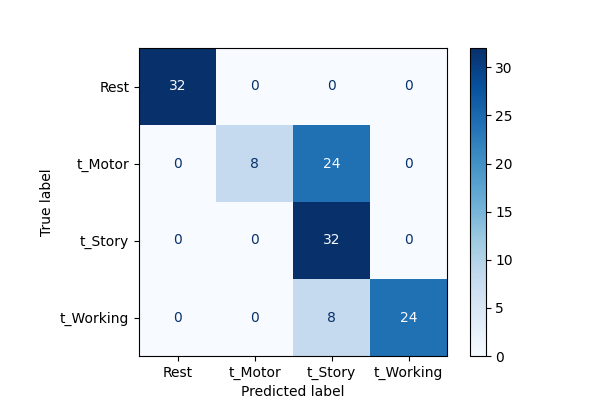 Rest 32 0 0 0
t_Motor 0 8 24 0
t_Story 0 0 32 0
t_Working 0 0 8 24
Rest t_Motor t_Story t_Working
Predicted label
True label
30
25
20
15
10
5
0